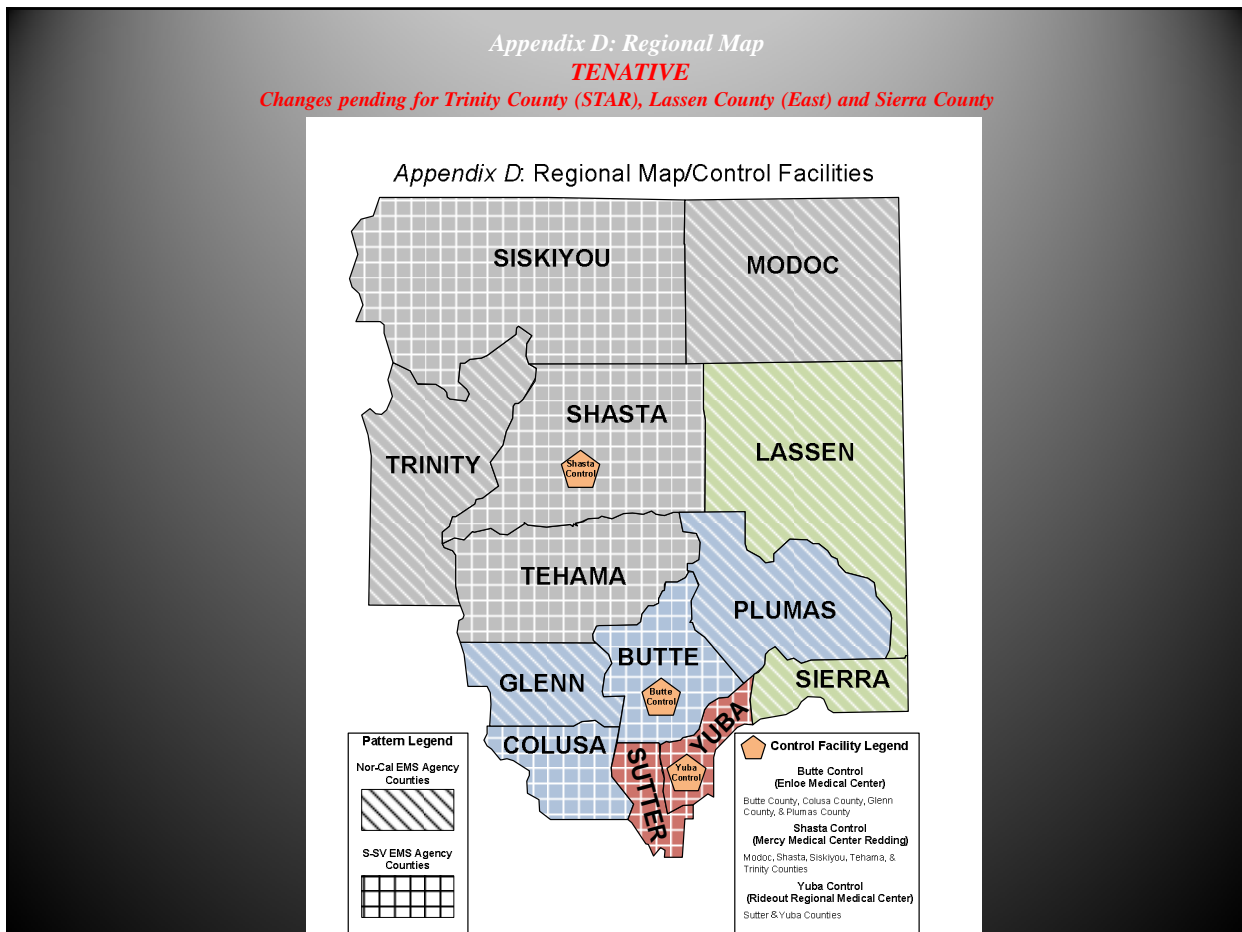 Appendix D: Regional Map
TENATIVE
Changes pending for Trinity County (STAR), Lassen County (East) and Sierra County
Appendix D: Regional Map/Control Facilities
SISKIYOU
MODOC
SHASTA
LASSEN
TRINITY
Shasta
Control
TEHAMA
PLUMAS
BUTTE
GLENN
SIERRA
Butte
Control
YUBA
COLUSA
SUTTER
Yuba
Control
Pattern Legend
Nor-Cal EMS Agency
Counties
S-SV EMS Agency
Counties
Control Facility Legend
Butte Control
(Enloe Medical Center)
Butte County, Colusa County, Glenn
County, & Plumas County
Shasta Control
(Mercy Medical Center Redding)
Modoc, Shasta, Siskiyou, Tehama, &
Trinity Counties
Yuba Control
(Rideout Regional Medical Center)
Sutter & Yuba Counties